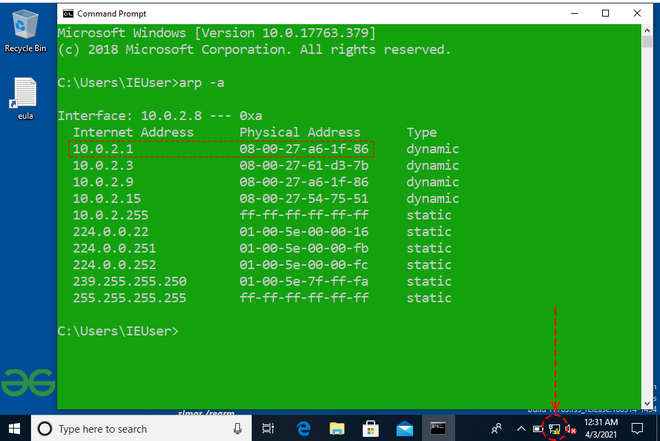 Command Prompt
Recycle Bin
eula
Microsoft Windows [Version 10.0.17763.379]
(c) 2018 Microsoft Corporation. All rights reserved.
C:\Users\IEUser>arp -a
Interface: 10.0.2.8 --- 0xa
Internet Address Physical Address Type
10.0.2.1 08-00-27-a6-1f-86 dynamic
10.0.2.3 08-00-27-61-d3-7b dynamic
10.0.2.9 08-00-27-a6-1f-86 dynamic
10.0.2.15 08-00-27-54-75-51 dynamic
10.0.2.255 ff-ff-ff-ff-ff-ff static
224.0.0.22 01-00-5e-00-00-16 static
224.0.0.251 01-00-5e-00-00-fb static
224.0.0.252 01-00-5e-00-00-fc static
239.255.255.250 01-00-5e-7f-ff-fa static
255.255.255.255 ff-ff-ff-ff-ff-ff static
C:\Users\IEUser>
slmgr /rearm
Type here to search
12:31 AM
4/3/2021